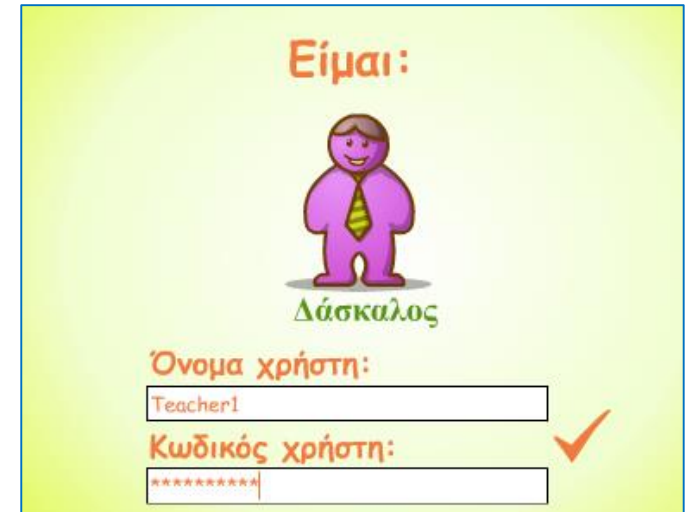 Είμαι:
Δάσκαλος
Όνομα χρήστη:
Teacher1
Κωδικός χρήστη:
**********